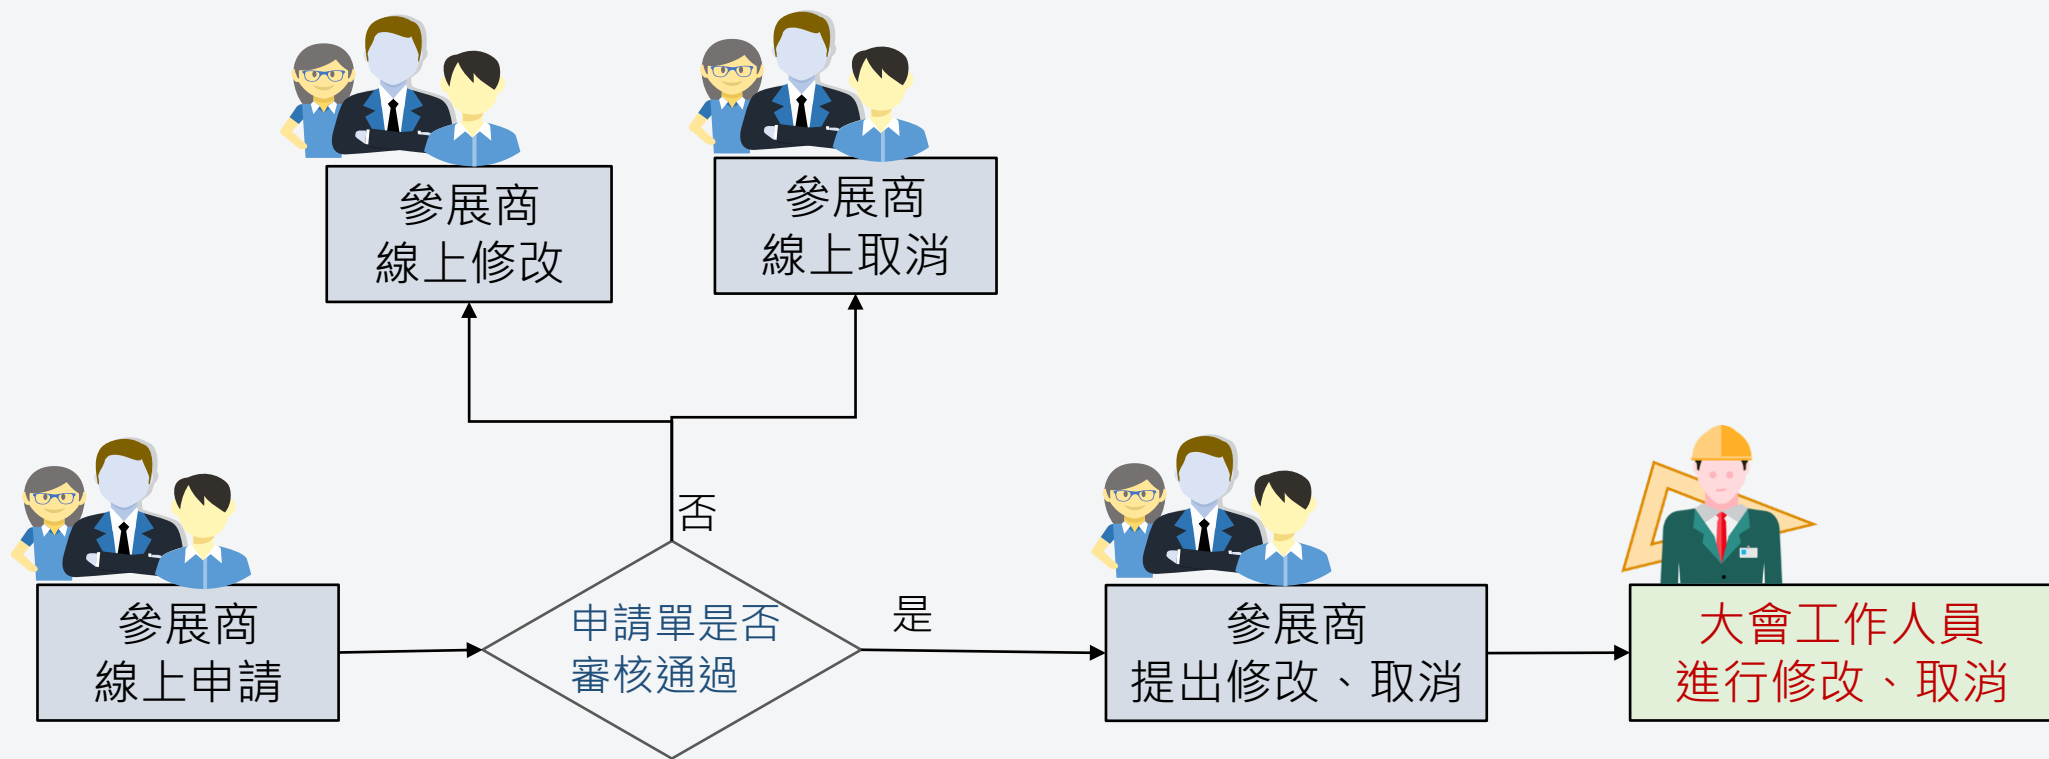 參展商
線上修改
參展商
線上取消
否
參展商
線上申請
申請單是否
審核通過
是
參展商
提出修改、取消
大會工作人員
進行修改、取消